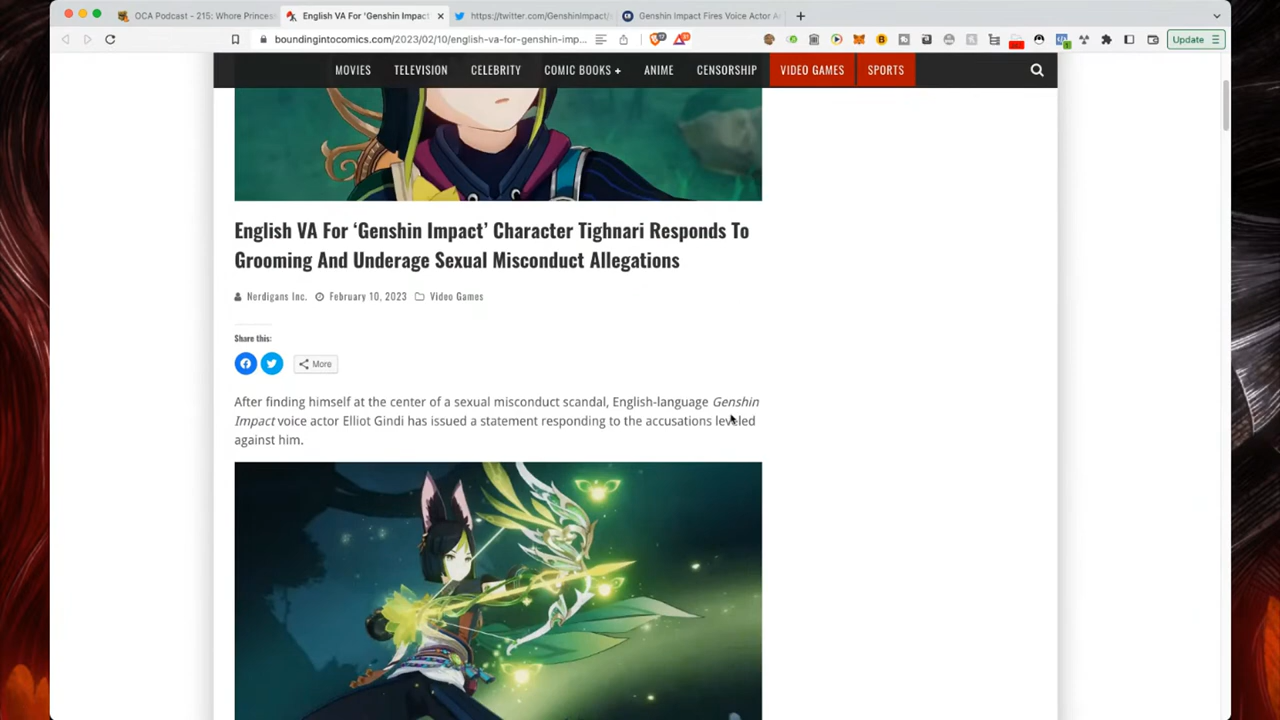 OCA Podcast - 215: Whore Princess
English VA For 'Genshin Impact'
https://twitter.com/GenshinImpact/
Genshin Impact Fires Voice Actor A
boundingintocomics.com/2023/02/10/english-va-for-genshin-imp...
Update
MOVIES
TELEVISION
CELEBRITY
COMIC BOOKS +
ANIME
CENSORSHIP
VIDEO GAMES
SPORTS
English VA For ‘Genshin Impact’ Character Tighnari Responds To
Grooming And Underage Sexual Misconduct Allegations
Nerdigans Inc.
February 10, 2023
Video Games
Share this:
More
After finding himself at the center of a sexual misconduct scandal, English-language Genshin
Impact voice actor Elliot Gindi has issued a statement responding to the accusations leveled
against him.